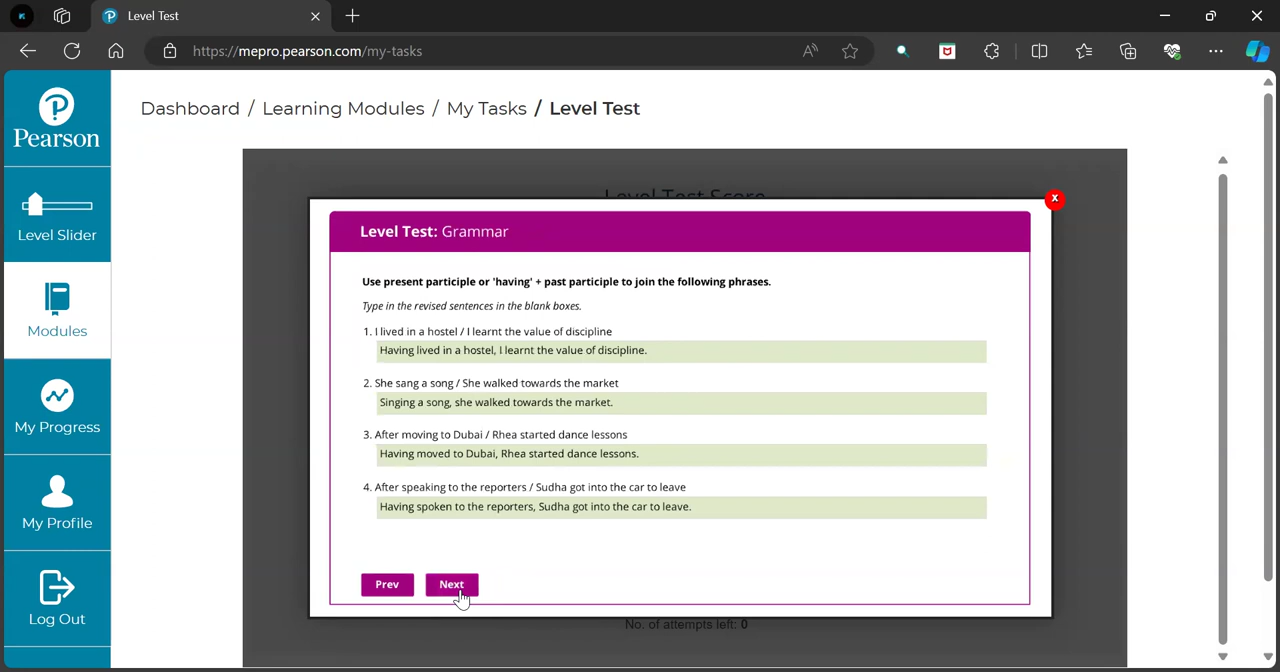 Level Test
https://mepro.pearson.com/my-tasks
Pearson
Level Slider
Modules
My Progress
My Profile
Log Out
Dashboard / Learning Modules / My Tasks / Level Test
Level Test Score
x
Level Test: Grammar
Use present participle or 'having' + past participle to join the following phrases.
Type in the revised sentences in the blank boxes.
1. I lived in a hostel / I learnt the value of discipline
Having lived in a hostel, I learnt the value of discipline.
2. She sang a song / She walked towards the market
Singing a song, she walked towards the market.
3. After moving to Dubai / Rhea started dance lessons
Having moved to Dubai, Rhea started dance lessons.
4. After speaking to the reporters / Sudha got into the car to leave
Having spoken to the reporters, Sudha got into the car to leave.
Prev Next
No. of attempts left: 0